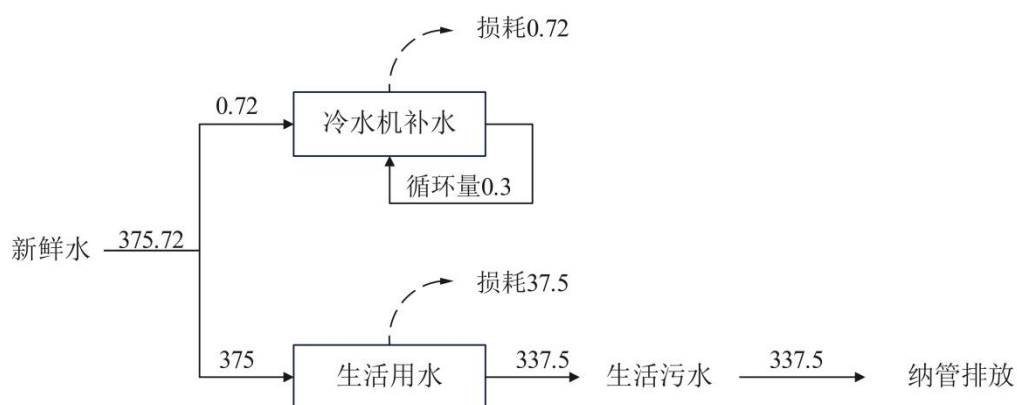 损耗0.72
0.72
冷水机补水
循环量0.3
新鲜水
375.72
损耗37.5
375
生活用水
337.5
生活污水
337.5
纳管排放